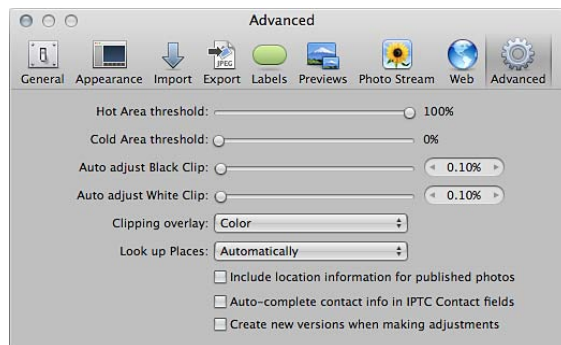 Advanced
JPEG
General Appearance Import Export Labels Previews Photo Stream Web Advanced
Hot Area threshold: 100%
Cold Area threshold: 0%
Auto adjust Black Clip: 0.10%
Auto adjust White Clip: 0.10%
Clipping overlay: Color
Look up Places: Automatically
Include location information for published photos
Auto-complete contact info in IPTC Contact fields
Create new versions when making adjustments